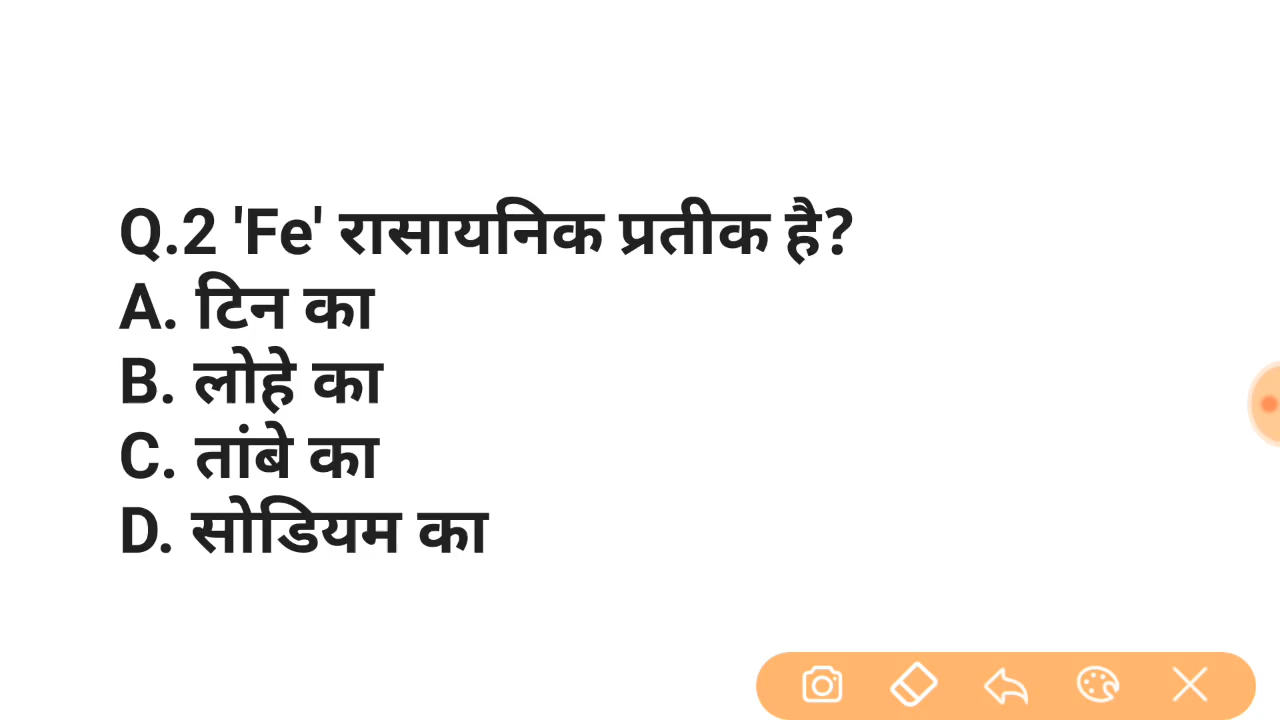 Q.2 'Fe' रासायनिक प्रतीक है?
A. टिन का
B. लोहे का
C. तांबे का
D. सोडियम का